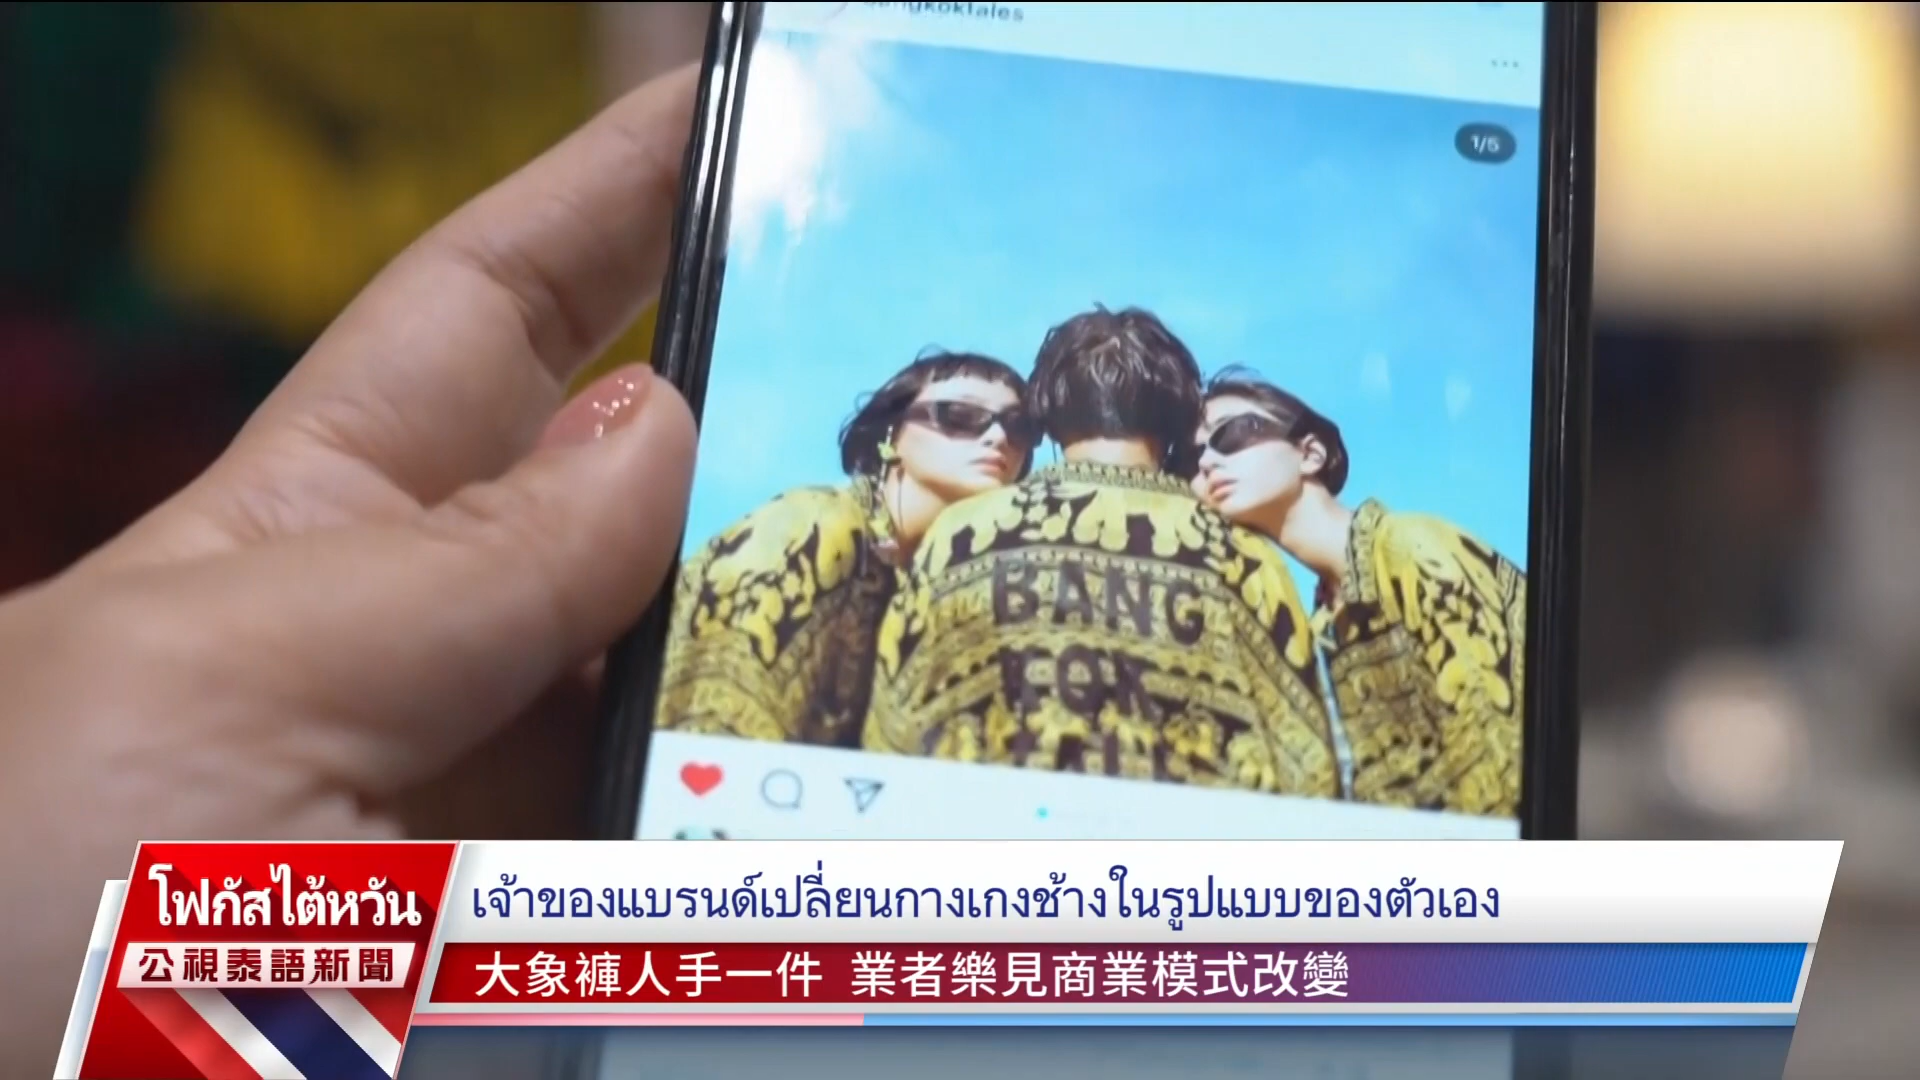 bangkoktales
1/5
BANG
KOK
TALES
โฟกัสไต้หวัน
公視泰語新聞
เจ้าของแบรนด์เปลี่ยนกางเกงช้างในรูปแบบของตัวเอง
大象褲人手一件 業者樂見商業模式改變